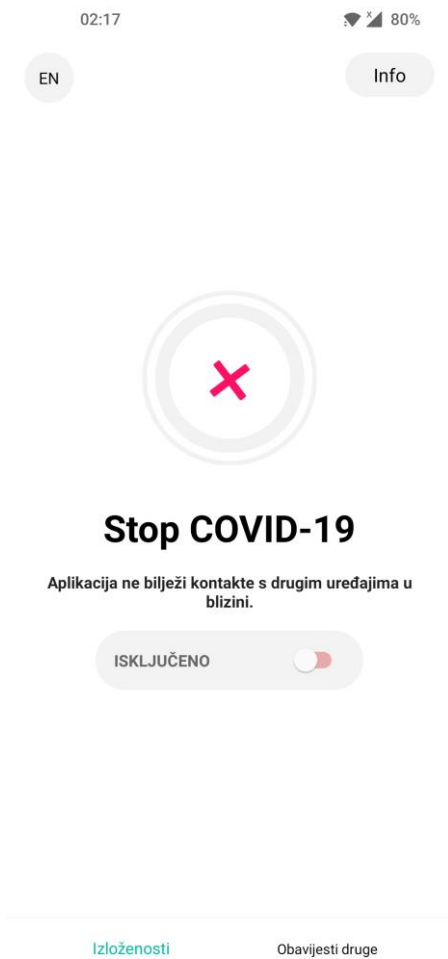 02:17
80%
EN
Info
Stop COVID-19
Aplikacija ne bilježi kontakte s drugim uređajima u
blizini.
ISKLJUČENO
Izloženosti
Obavijesti druge